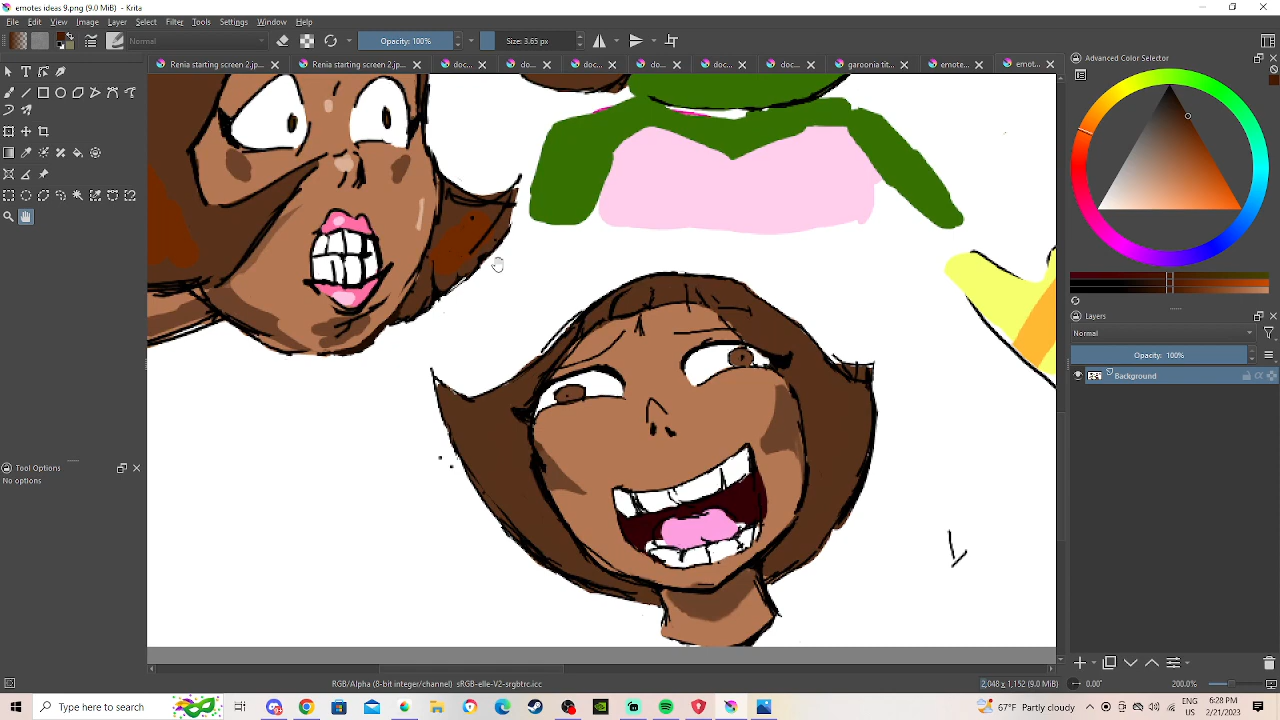 emotes ideas 9.png (9.0 MiB) - Krita
File Edit View Image Layer Select Filter Tools Settings Window Help
Normal Opacity: 100% Size: 3.65 px
Renia starting screen 2.jp... Renia starting screen 2.jp... doc... do... doc... do... doc... doc... garoonia tit... emote... emot...
Advanced Color Selector
Layers
Normal
Opacity: 100%
Background
Tool Options
No options
RGB/Alpha (8-bit integer/channel) sRGB-elle-V2-srgbtrc.icc 2,048 x 1,152 (9.0 MiB) 0.00° 200.0%
Type here to search 67°F Partly cloudy ENG 6:28 PM
2/21/2023